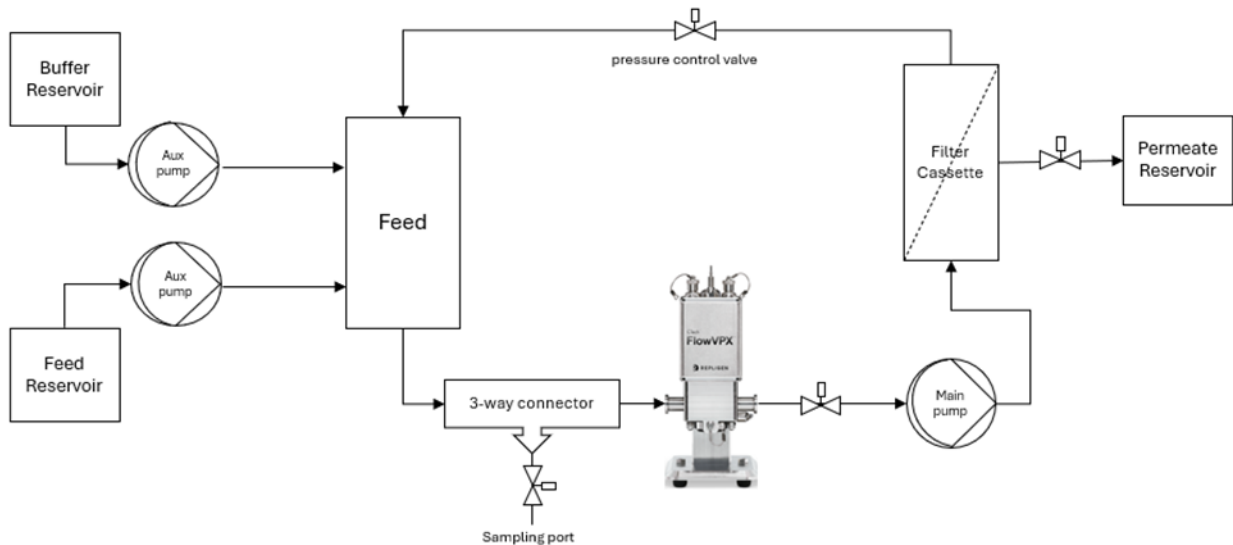 Buffer
Reservoir
Aux
pump
Feed
Aux
pump
Feed
Reservoir
pressure control valve
Filter
Cassette
Permeate
Reservoir
FlowVPX
REPLIGEN
3-way connector
Main
pump
Sampling port